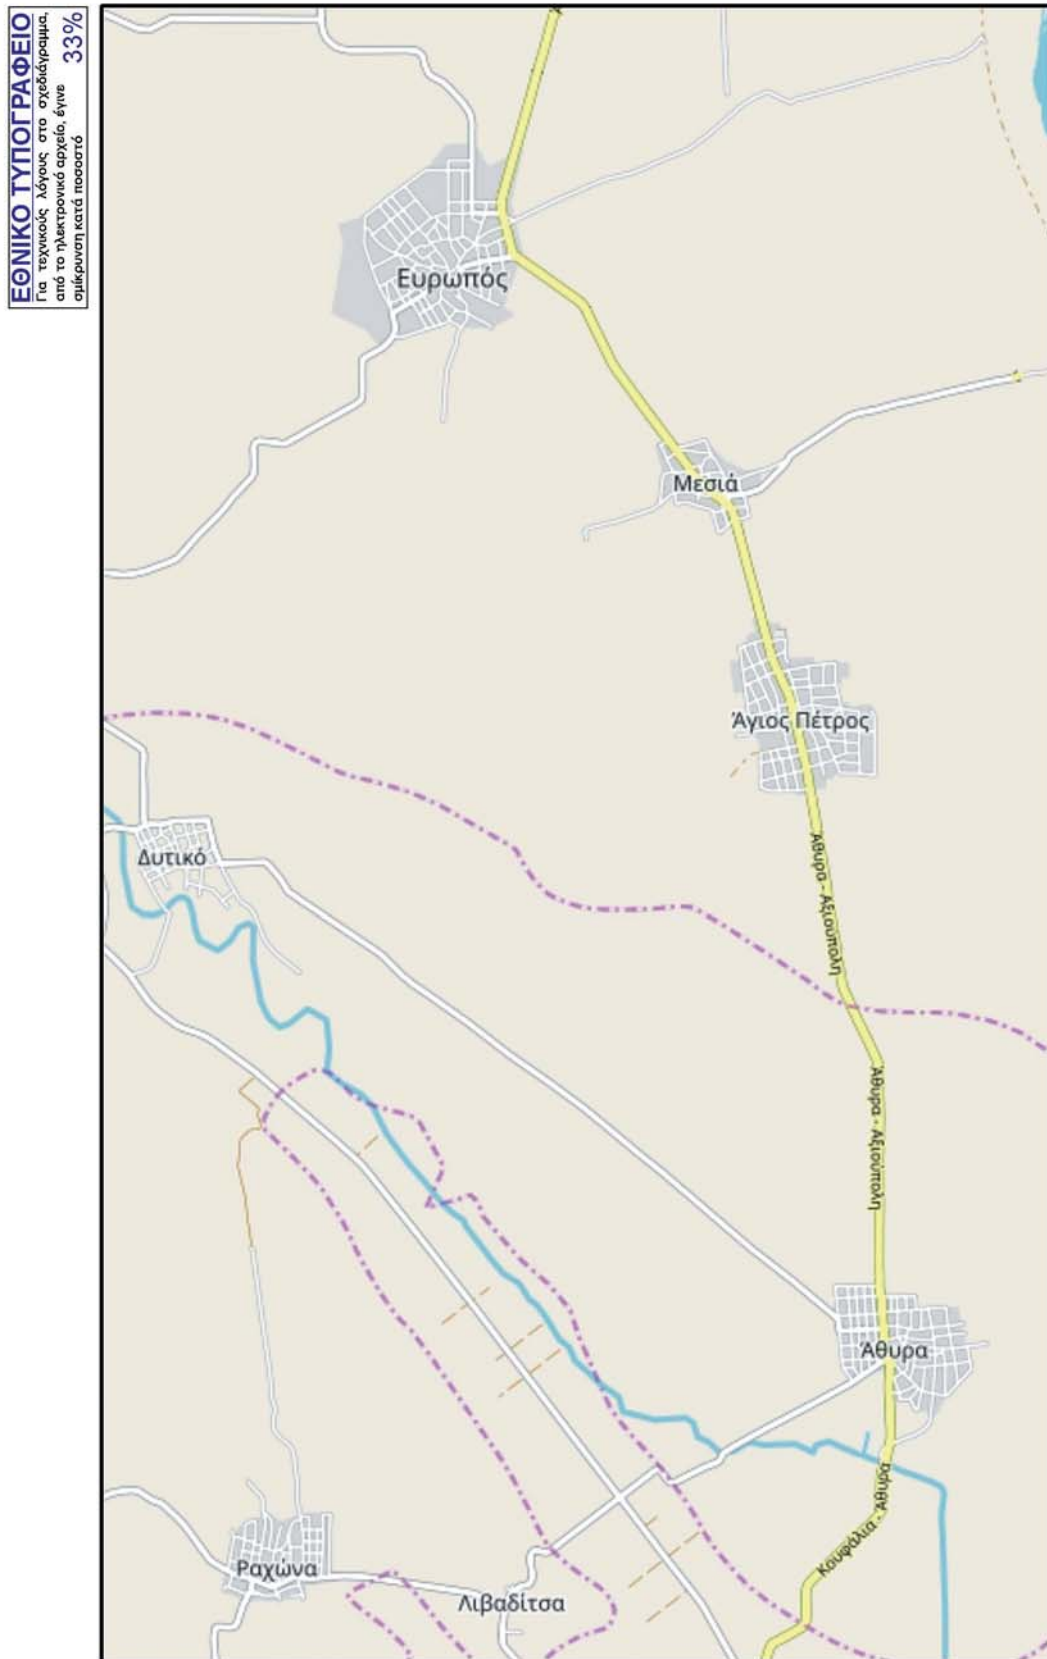 ΕΘΝΙΚΟ ΤΥΠΟΓΡΑΦΕΙΟ
Για τεχνικούς λόγους στο σχεδιάγραμμα,
από το ηλεκτρονικό αρχείο, έγινε
σμίκρυνση κατά ποσοστό 33%
Ευρωπός
Μεσιά
Άγιος Πέτρος
Άθυρα - Αξιούπολη
Δυτικό
Άθυρα - Αξιούπολη
Άθυρα
Κουφάλια - Άθυρα
Ραχώνα
Λιβαδίτσα